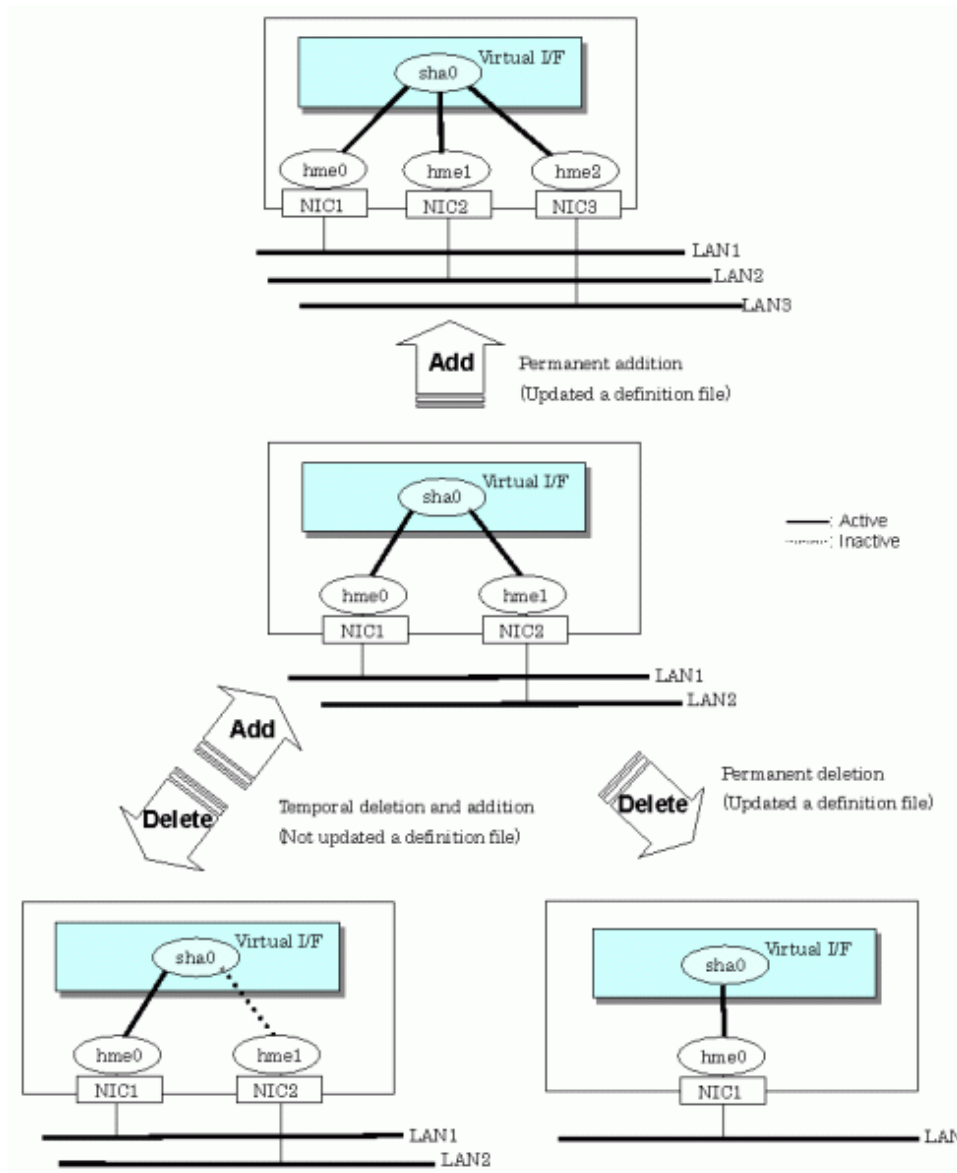 Virtual I/F
sha0
hme0
hme1
hme2
NIC1
NIC2
NIC3
LAN1
LAN2
LAN3
Add
Permanent addition
(Updated a definition file)
Virtual I/F
sha0
: Active
: Inactive
hme0
hme1
NIC1
NIC2
LAN1
LAN2
Add
Delete
Temporal deletion and addition
(Not updated a definition file)
Delete
Permanent deletion
(Updated a definition file)
Virtual I/F
sha0
hme0
hme1
NIC1
NIC2
LAN1
LAN2
Virtual I/F
sha0
hme0
NIC1
LAN